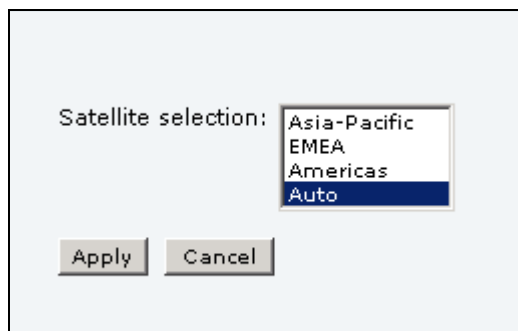 Satellite selection:
Asia-Pacific
EMEA
Americas
Auto
Apply Cancel